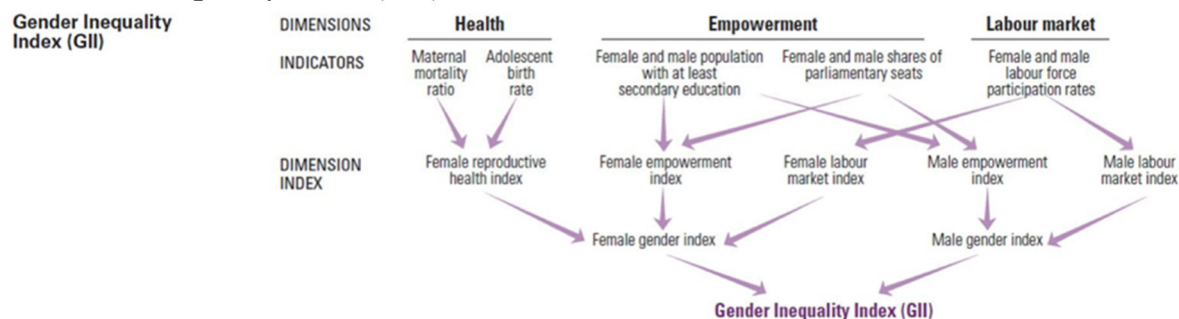 Gender Inequality
Index (GII)
DIMENSIONS
Health
Empowerment
Labour market
INDICATORS
Maternal
mortality
ratio
Adolescent
birth
rate
Female and male population
with at least
secondary education
Female and male shares of
parliamentary seats
Female and male
labour force
participation rates
DIMENSION
INDEX
Female reproductive
health index
Female empowerment
index
Female labour
market index
Male empowerment
index
Male labour
market index
Female gender index
Male gender index
Gender Inequality Index (GII)